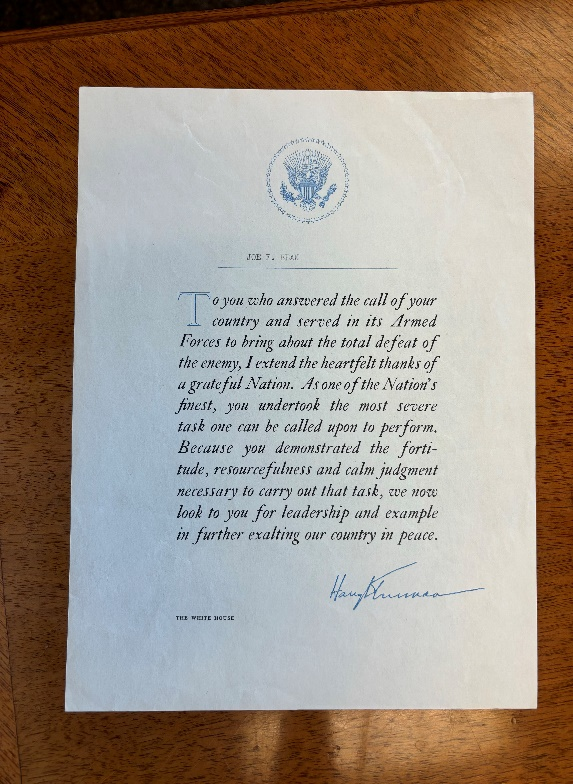 JOE
To you who answered the call of your
country and served in its Armed
Forces to bring about the total defeat of
the enemy, I extend the heartfelt thanks of
a grateful Nation. As one of the Nation's
finest, you undertook the most severe
task one can be called upon to perform.
Because you demonstrated the forti-
tude, resourcefulness and calm judgment
necessary to carry out that task, we now
look to you for leadership and example
in further exalting our country in peace.
Harry Truman
THE WHITE HOUSE